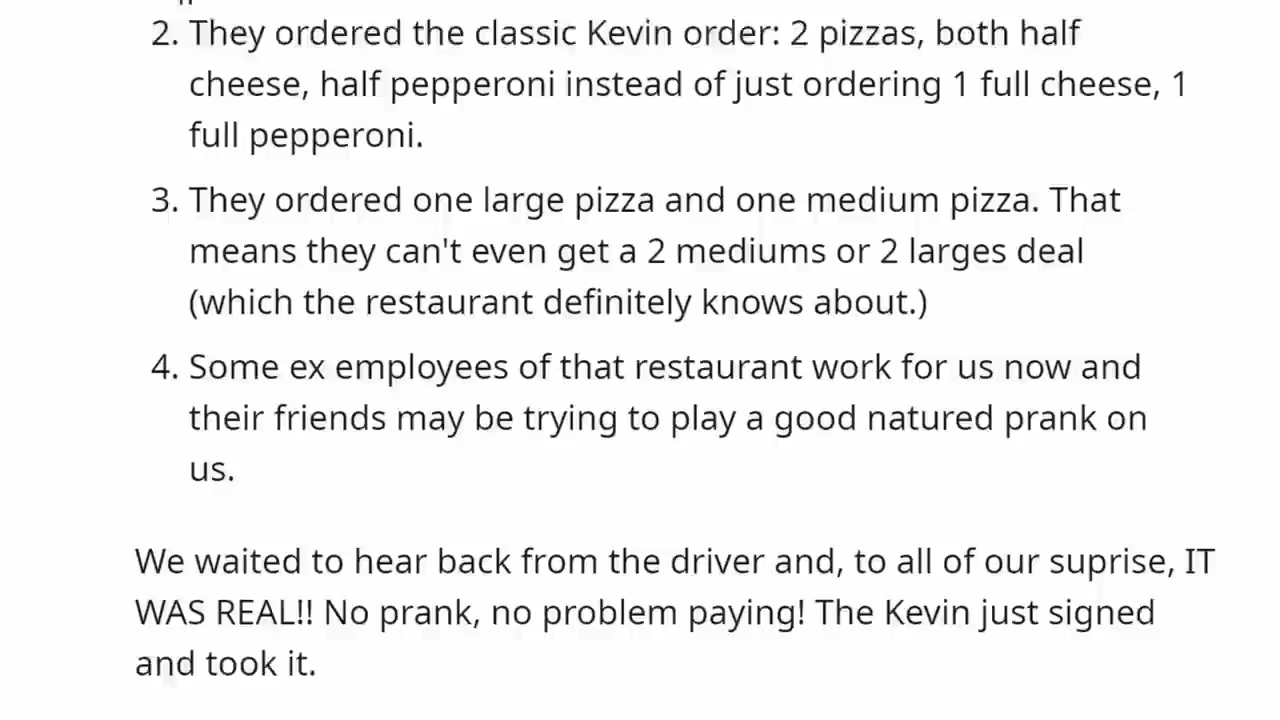 2. They ordered the classic Kevin order: 2 pizzas, both half
cheese, half pepperoni instead of just ordering 1 full cheese, 1
full pepperoni.
3. They ordered one large pizza and one medium pizza. That
means they can't even get a 2 mediums or 2 larges deal
(which the restaurant definitely knows about.)
4. Some ex employees of that restaurant work for us now and
their friends may be trying to play a good natured prank on
us.
We waited to hear back from the driver and, to all of our suprise, IT
WAS REAL!! No prank, no problem paying! The Kevin just signed
and took it.